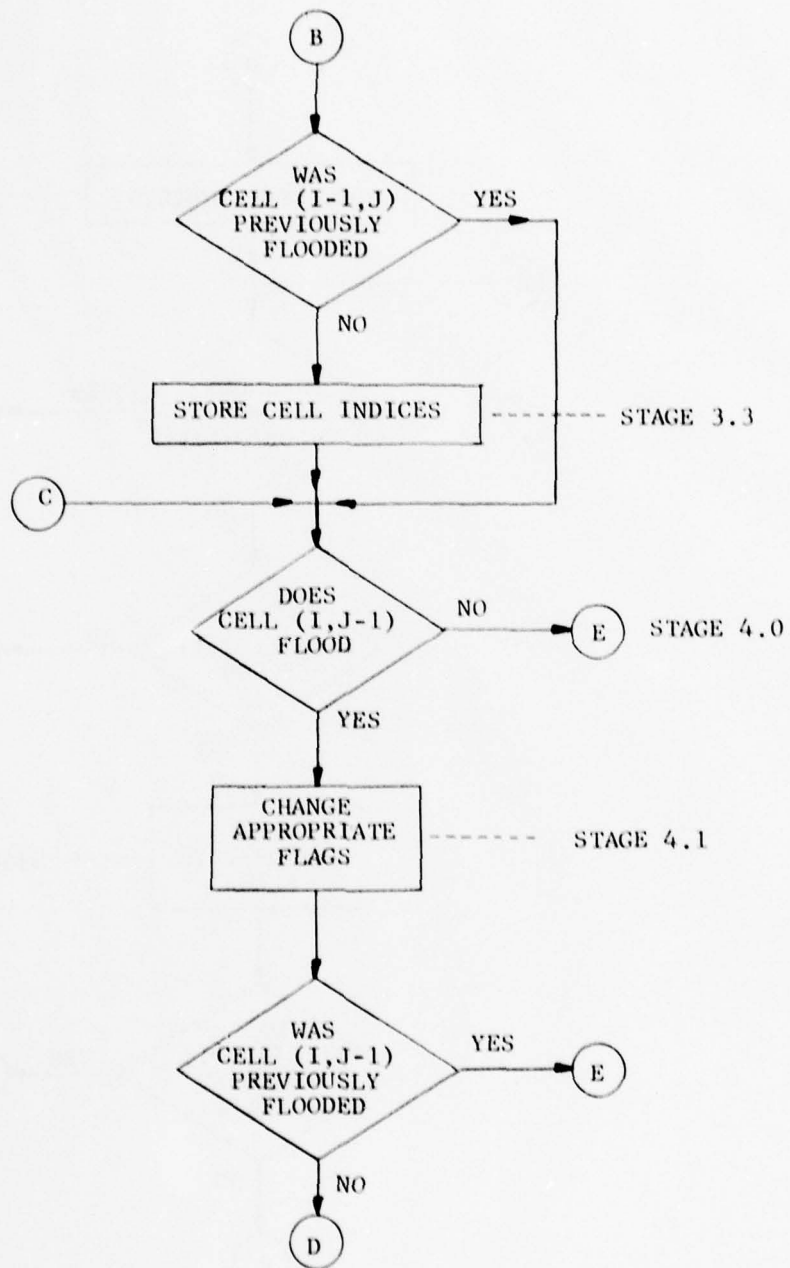 B
WAS
CELL (I-1,J)
PREVIOUSLY
FLOODED
YES
NO
STORE CELL INDICES
STAGE 3.3
C
DOES
CELL (I,J-1)
FLOOD
NO
E
STAGE 4.0
YES
CHANGE
APPROPRIATE
FLAGS
STAGE 4.1
WAS
CELL (I,J-1)
PREVIOUSLY
FLOODED
YES
E
NO
D